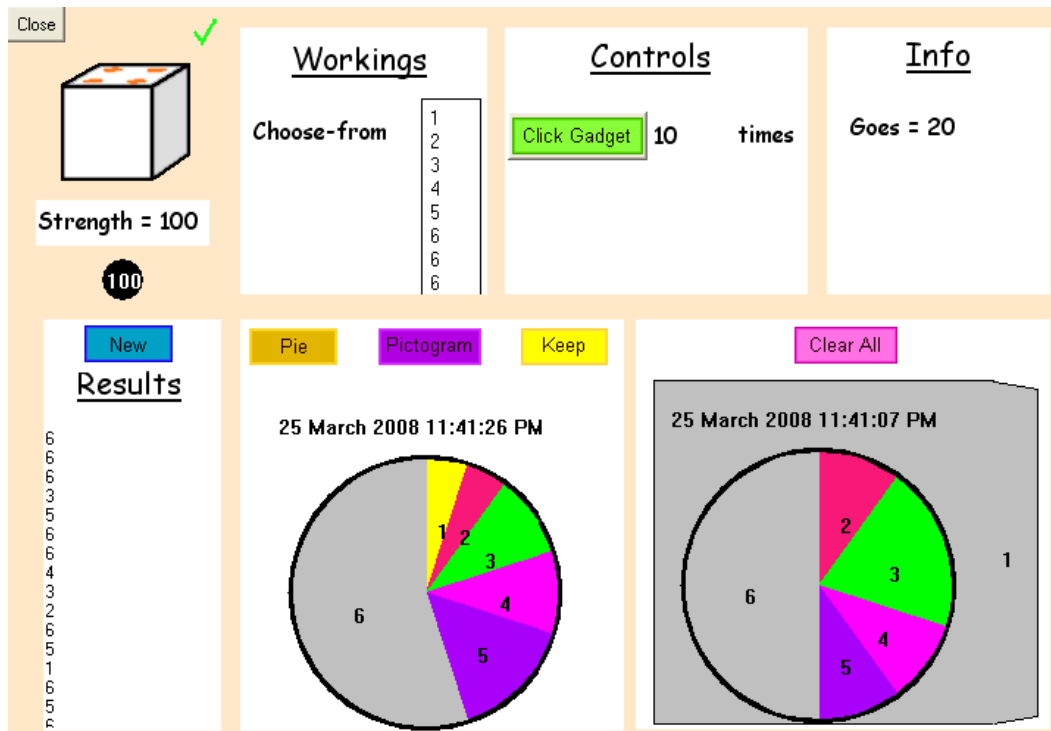 Close
Strength = 100
100
Workings
Choose-from
1
2
3
4
5
6
6
6
Controls
Click Gadget 10 times
Info
Goes = 20
New
Results
6
6
6
3
5
6
6
4
3
2
6
5
1
6
5
6
Pie Pictogram Keep
25 March 2008 11:41:26 PM
1
2
3
4
5
6
Clear All
25 March 2008 11:41:07 PM
2
3
4
5
6
1